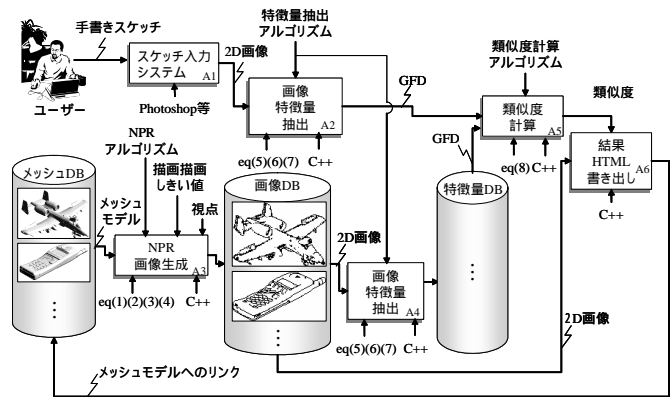 手書きスケッチ
ユーザー
スケッチ入力
システム
A1
Photoshop等
2D画像
特徴量抽出
アルゴリズム
画像
特徴量
抽出
A2
eq(5)(6)(7)
C++
GFD
類似度計算
アルゴリズム
類似度
計算
A5
eq(8)
C++
類似度
結果
HTML
書き出し
A6
C++
GFD
NPR
アルゴリズム
描画描画
しきい値
視点
メッシュDB
メッシュ
モデル
NPR
画像生成
A3
eq(1)(2)(3)(4)
C++
画像DB
2D画像
画像
特徴量
抽出
A4
eq(5)(6)(7)
C++
特徴量DB
2D画像
メッシュモデルへのリンク